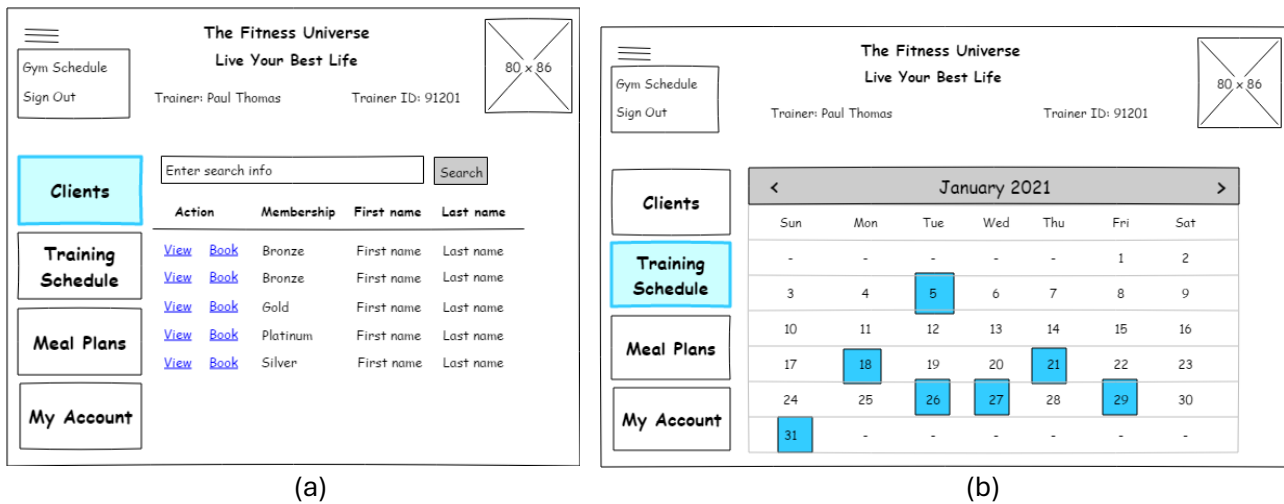 The Fitness Universe
Live Your Best Life
80 x 86
Gym Schedule
Sign Out
Trainer: Paul Thomas Trainer ID: 91201
Clients
Training
Schedule
Meal Plans
My Account
Enter search info Search
Action Membership First name Last name
View Book Bronze First name Last name
View Book Bronze First name Last name
View Book Gold First name Last name
View Book Platinum First name Last name
View Book Silver First name Last name
(a)
The Fitness Universe
Live Your Best Life
80 x 86
Gym Schedule
Sign Out
Trainer: Paul Thomas Trainer ID: 91201
Clients
Training
Schedule
Meal Plans
My Account
< January 2021 >
Sun Mon Tue Wed Thu Fri Sat
- - - - - 1 2
3 4 5 6 7 8 9
10 11 12 13 14 15 16
17 18 19 20 21 22 23
24 25 26 27 28 29 30
31 - - - - - -
(b)